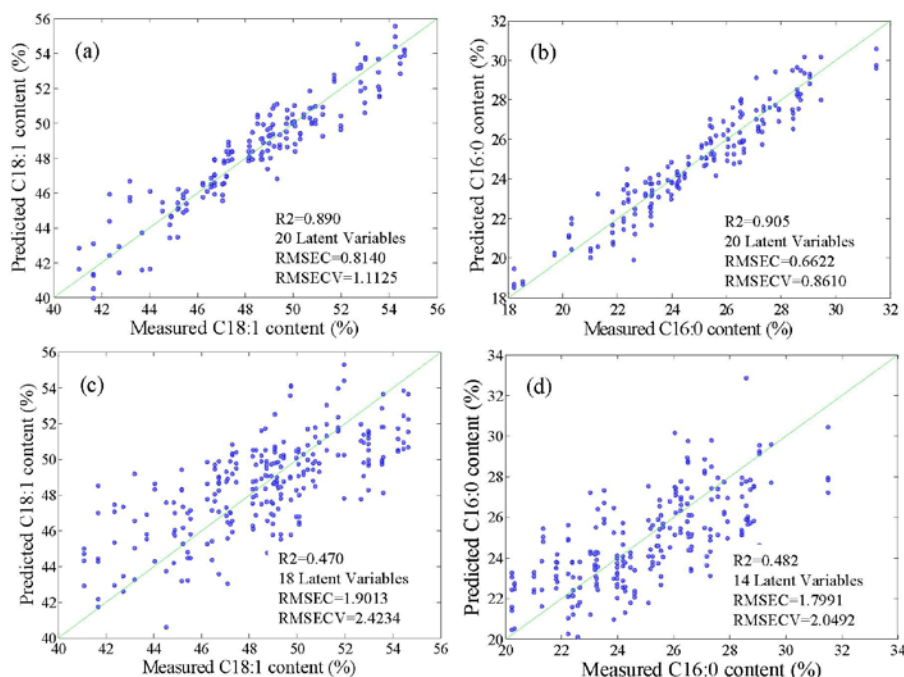 (a)
Predicted C18:1 content (%)
56
54
52
50
48
46
44
42
40
R2=0.890
20 Latent Variables
RMSEC=0.8140
RMSECV=1.1125
40 42 44 46 48 50 52 54 56
Measured C18:1 content (%)
(b)
Predicted C16:0 content (%)
32
30
28
26
24
22
20
18
R2=0.905
20 Latent Variables
RMSEC=0.6622
RMSECV=0.8610
18 20 22 24 26 28 30 32
Measured C16:0 content (%)
(c)
Predicted C18:1 content (%)
56
54
52
50
48
46
44
42
40
R2=0.470
18 Latent Variables
RMSEC=1.9013
RMSECV=2.4234
40 42 44 46 48 50 52 54 56
Measured C18:1 content (%)
(d)
Predicted C16:0 content (%)
34
32
30
28
26
24
22
20
R2=0.482
14 Latent Variables
RMSEC=1.7991
RMSECV=2.0492
20 22 24 26 28 30 32 34
Measured C16:0 content (%)